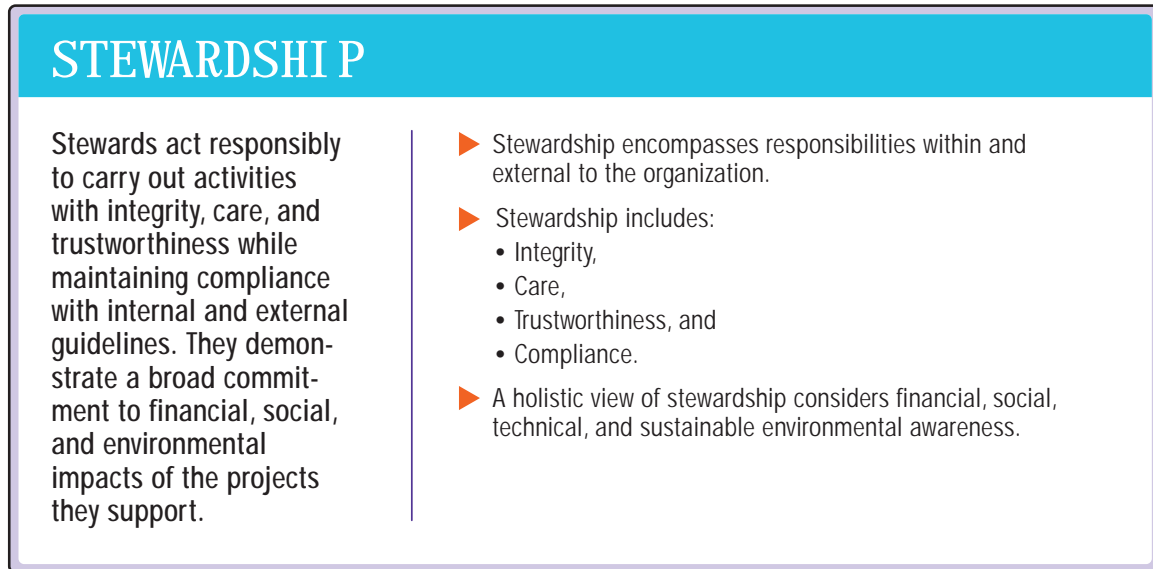 STEWARDSHIP
Stewards act responsibly
to carry out activities
with integrity, care, and
trustworthiness while
maintaining compliance
with internal and external
guidelines. They demon-
strate a broad commit-
ment to financial, social,
and environmental
impacts of the projects
they support.
▶ Stewardship encompasses responsibilities within and
external to the organization.
▶ Stewardship includes:
• Integrity,
• Care,
• Trustworthiness, and
• Compliance.
▶ A holistic view of stewardship considers financial, social,
technical, and sustainable environmental awareness.